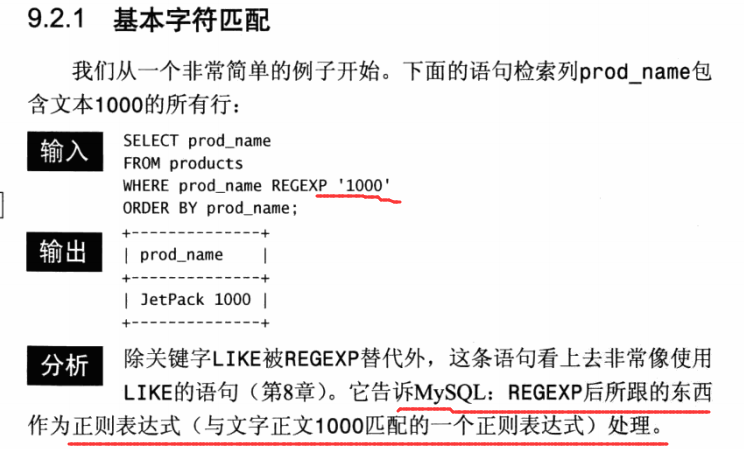 9.2.1 基本字符匹配
我们从一个非常简单的例子开始。下面的语句检索列prod_name包
含文本1000的所有行：
输入
SELECT prod_name
FROM products
WHERE prod_name REGEXP '1000'
ORDER BY prod_name;
输出
+--------------+
| prod_name    |
+--------------+
| JetPack 1000 |
+--------------+
分析 除关键字LIKE被REGEXP替代外，这条语句看上去非常像使用
LIKE的语句（第8章）。它告诉MySQL：REGEXP后所跟的东西
作为正则表达式（与文字正文1000匹配的一个正则表达式）处理。